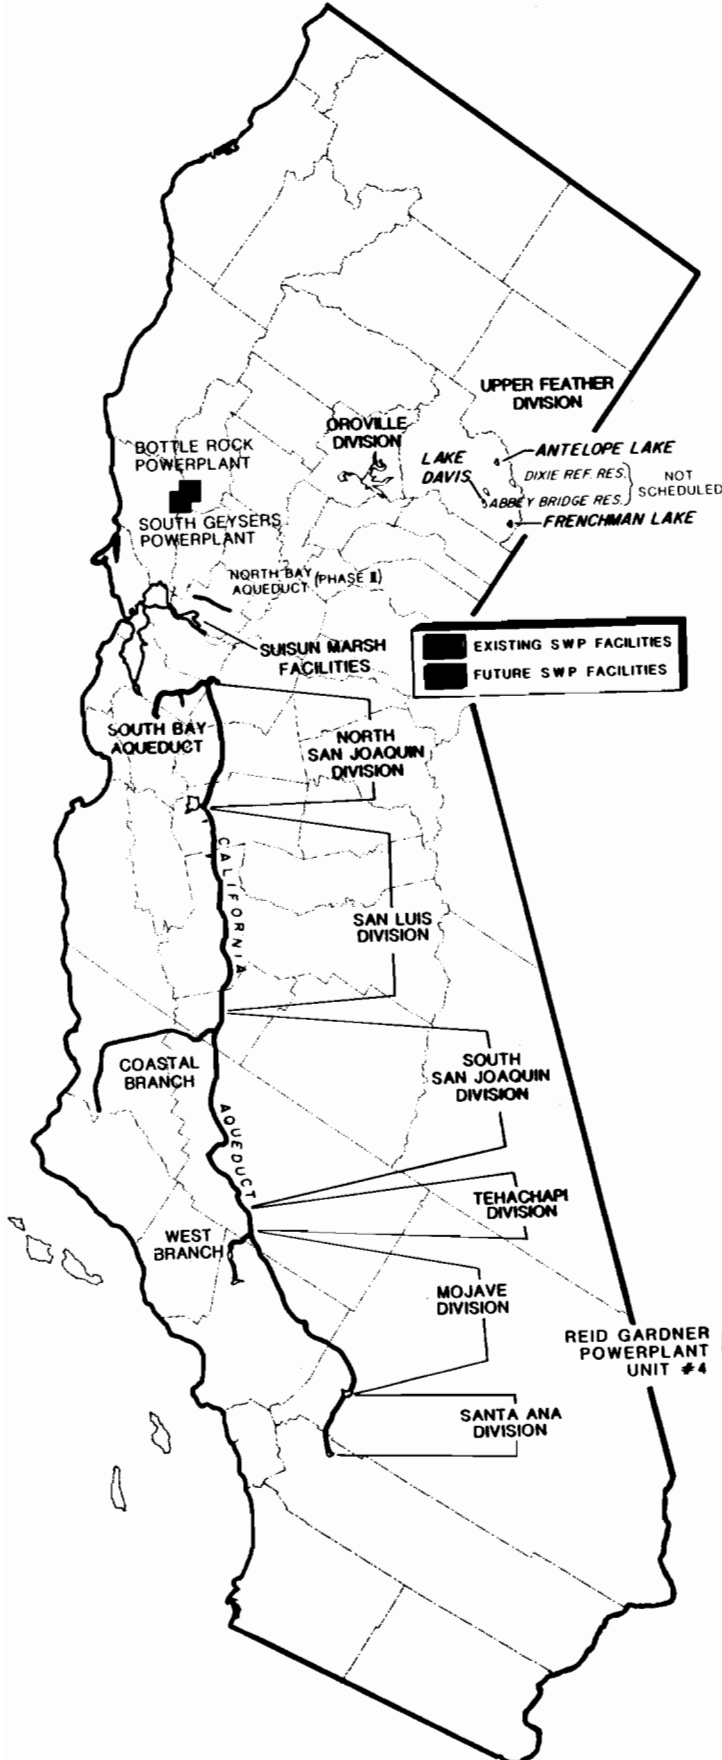 UPPER FEATHER
DIVISION
OROVILLE
DIVISION
BOTTLE ROCK
POWERPLANT
LAKE
DAVIS
ANTELOPE LAKE
DIXIE REF. RES.
ABBEY BRIDGE RES.
NOT
SCHEDULED
FRENCHMAN LAKE
SOUTH GEYSERS
POWERPLANT
NORTH BAY
AQUEDUCT
(PHASE II)
SUISUN MARSH
FACILITIES
EXISTING SWP FACILITIES
FUTURE SWP FACILITIES
SOUTH BAY
AQUEDUCT
NORTH
SAN JOAQUIN
DIVISION
CALIFORNIA
SAN LUIS
DIVISION
COASTAL
BRANCH
SOUTH
SAN JOAQUIN
DIVISION
AQUEDUCT
TEHACHAPI
DIVISION
WEST
BRANCH
MOJAVE
DIVISION
REID GARDNER
POWERPLANT
UNIT #4
SANTA ANA
DIVISION